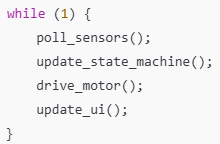 while (1) {
    poll_sensors();
    update_state_machine();
    drive_motor();
    update_ui();
}